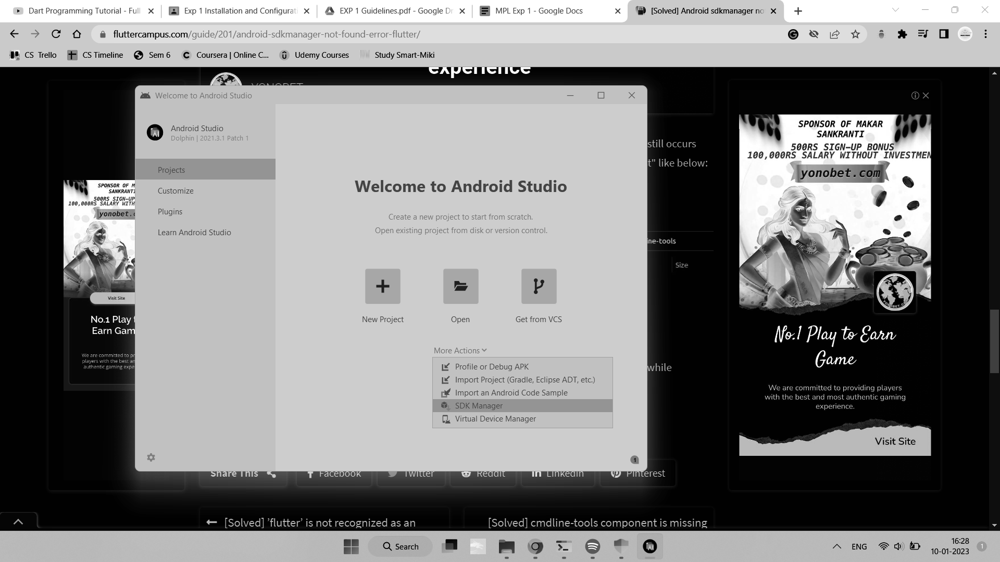 Dart Programming Tutorial - Full
Exp 1 Installation and Configurati
EXP 1 Guidelines.pdf - Google Dr
MPL Exp 1 - Google Docs
[Solved] Android sdkmanager no
fluttercampus.com/guide/201/android-sdkmanager-not-found-error-flutter/
CS Trello
CS Timeline
Sem 6
Coursera | Online C...
Udemy Courses
Study Smart-Miki
experience
YONOBET
Welcome to Android Studio
Android Studio
Dolphin | 2021.3.1 Patch 1
Projects
Customize
Plugins
Learn Android Studio
Welcome to Android Studio
Create a new project to start from scratch.
Open existing project from disk or version control.
New Project
Open
Get from VCS
More Actions
Profile or Debug APK
Import Project (Gradle, Eclipse ADT, etc.)
Import an Android Code Sample
SDK Manager
Virtual Device Manager
1
still occurs
t" like below:
ine-tools
Size
while
SPONSOR OF M
SANKRANTI
500RS SIGN-UP B
100,000RS SALARY WITH
yonobet.c
Visit Site
No.1 Play t
Earn Gam
We are committed to pr
players with the best an
authentic gaming expe
SPONSOR OF MAKAR
SANKRANTI
500RS SIGN-UP BONUS
100,000RS SALARY WITHOUT INVESTMEN
yonobet.com
YONOBET.COM
No.1 Play to Earn
Game
We are committed to providing players
with the best and most authentic gaming
experience.
Visit Site
Share This
Facebook
Twitter
Reddit
Linkedin
Pinterest
[Solved] 'flutter' is not recognized as an
[Solved] cmdline-tools component is missing
Search
ENG
16:28
10-01-2023
1